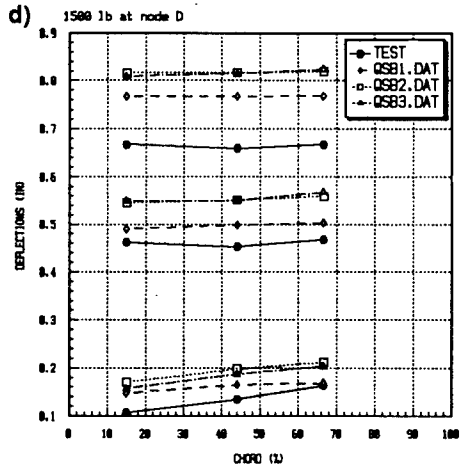 d) 1500 lb at node D
TEST
QSB1.DAT
QSB2.DAT
QSB3.DAT
DEFLECTIONS (IN)
0.9
0.8
0.7
0.6
0.5
0.4
0.3
0.2
0.1
0 10 20 30 40 50 60 70 80 90 100
CHORD (%)